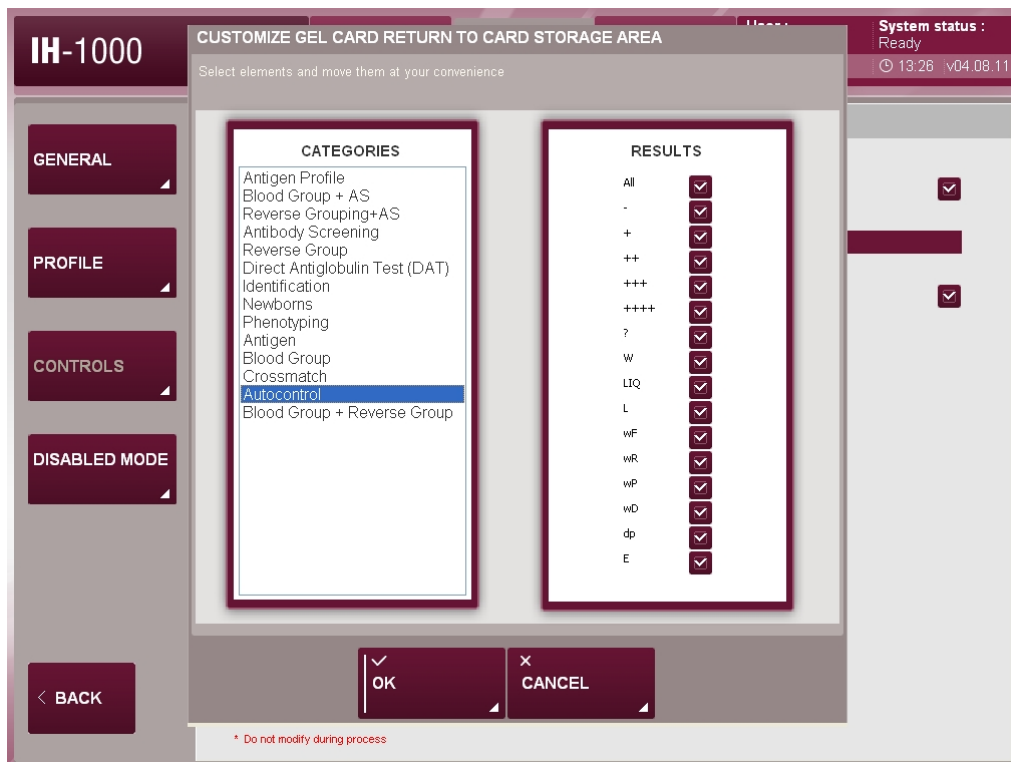 IH-1000
CUSTOMIZE GEL CARD RETURN TO CARD STORAGE AREA
Select elements and move them at your convenience
System status :
Ready
13:26 v04.08.11
GENERAL
PROFILE
CONTROLS
DISABLED MODE
< BACK
CATEGORIES
Antigen Profile
Blood Group + AS
Reverse Grouping+AS
Antibody Screening
Reverse Group
Direct Antiglobulin Test (DAT)
Identification
Newborns
Phenotyping
Antigen
Blood Group
Crossmatch
Autocontrol
Blood Group + Reverse Group
RESULTS
All
-
+
++
+++
++++
?
W
LIQ
L
wF
wR
wP
wD
dp
E
OK
CANCEL
* Do not modify during process